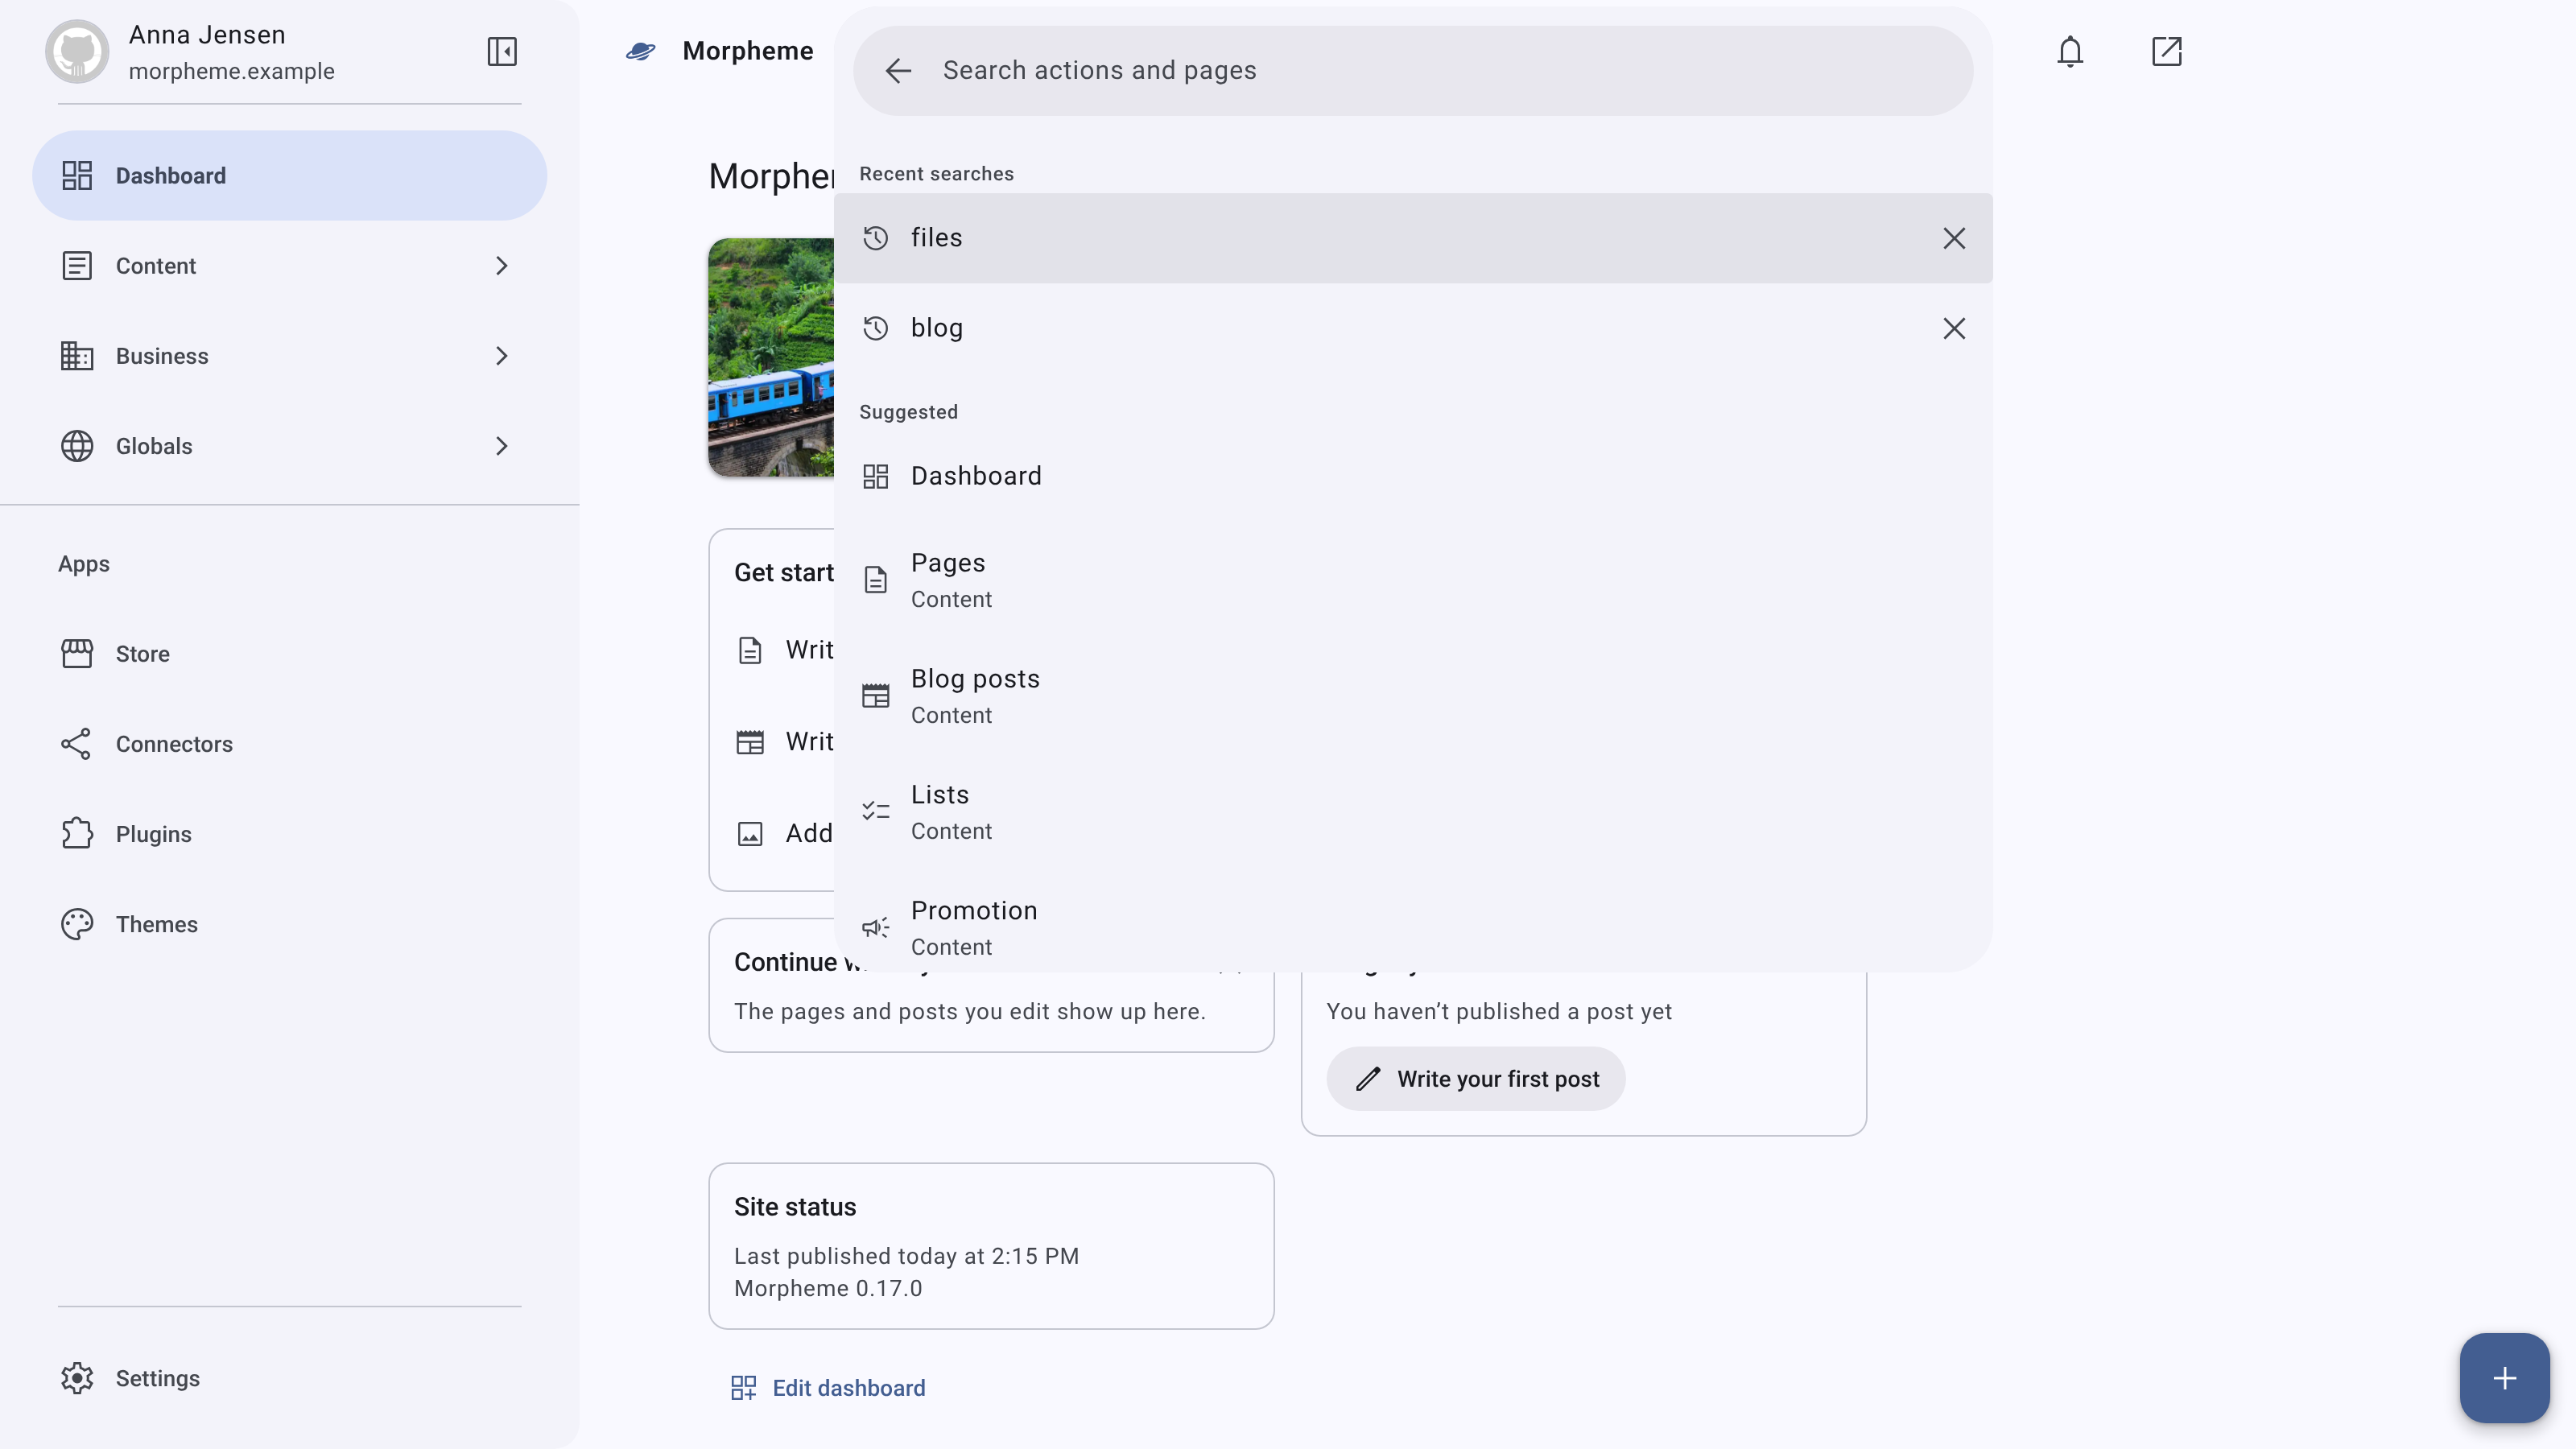 Anna Jensen
morpheme.example
Dashboard
Content
Business
Globals
Apps
Store
Connectors
Plugins
Themes
Settings
Morpheme
Search actions and pages
Recent searches
files
blog
Suggested
Dashboard
Pages
Content
Blog posts
Content
Lists
Content
Promotion
Content
Get start
Writ
Writ
Add
Continue
The pages and posts you edit show up here.
You haven’t published a post yet
Write your first post
Site status
Last published today at 2:15 PM
Morpheme 0.17.0
Edit dashboard